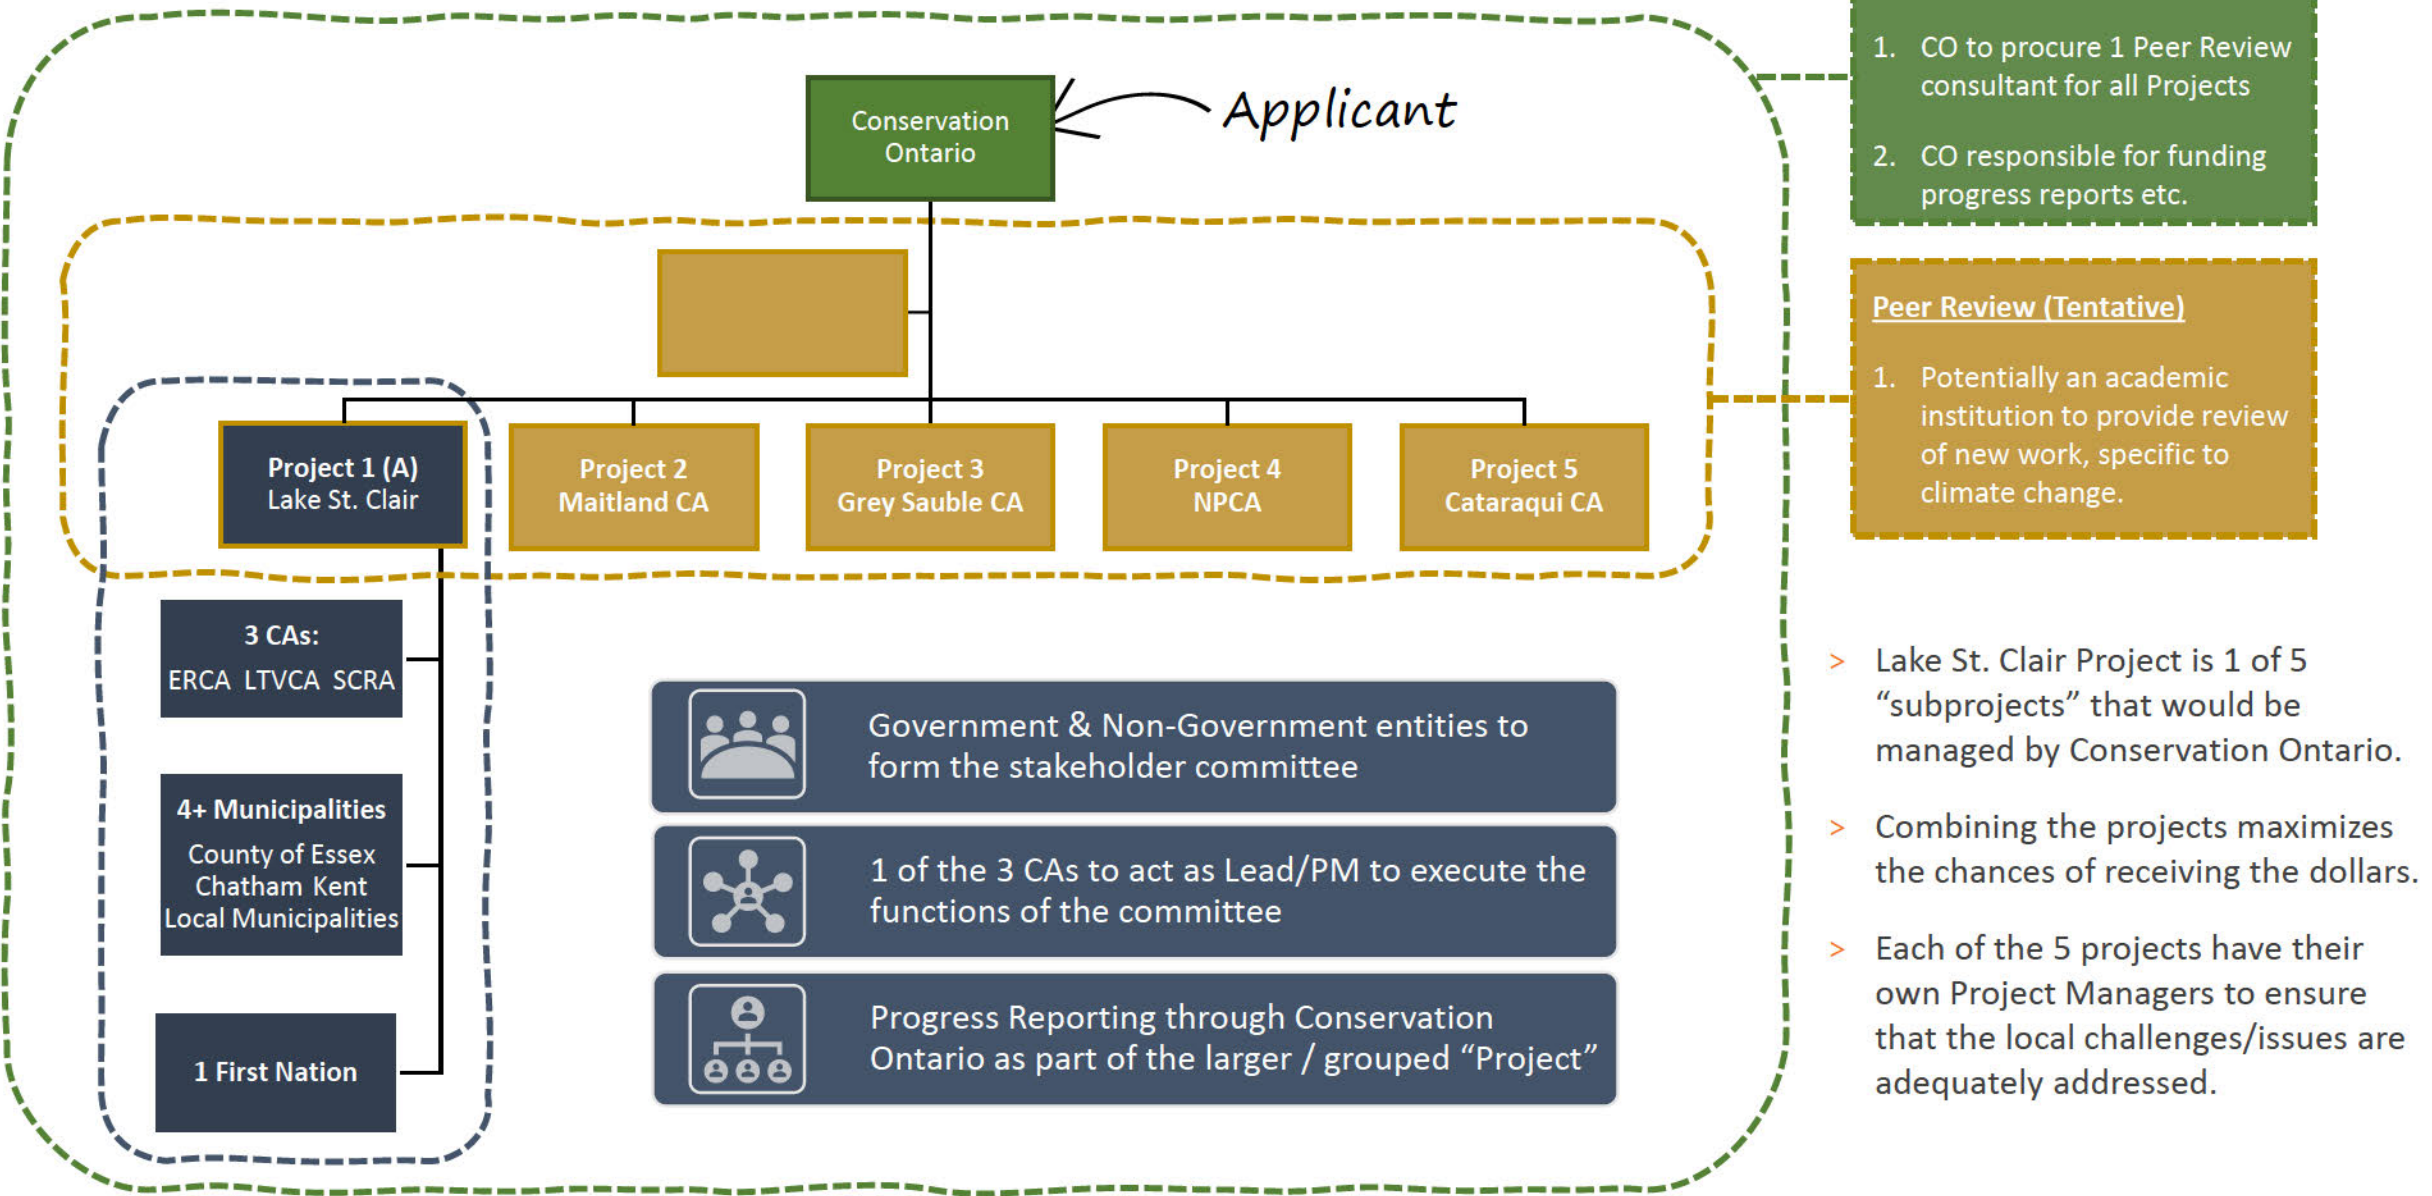 Conservation
Ontario
Applicant
1. CO to procure 1 Peer Review
consultant for all Projects
2. CO responsible for funding
progress reports etc.
Peer Review (Tentative)
1. Potentially an academic
institution to provide review
of new work, specific to
climate change.
Project 1 (A)
Lake St. Clair
Project 2
Maitland CA
Project 3
Grey Sauble CA
Project 4
NPCA
Project 5
Cataraqui CA
3 CAs:
ERCA LTVCA SCRA
4+ Municipalities
County of Essex
Chatham Kent
Local Municipalities
1 First Nation
Government & Non-Government entities to
form the stakeholder committee
1 of the 3 CAs to act as Lead/PM to execute the
functions of the committee
Progress Reporting through Conservation
Ontario as part of the larger / grouped “Project”
> Lake St. Clair Project is 1 of 5
“subprojects” that would be
managed by Conservation Ontario.
> Combining the projects maximizes
the chances of receiving the dollars.
> Each of the 5 projects have their
own Project Managers to ensure
that the local challenges/issues are
adequately addressed.